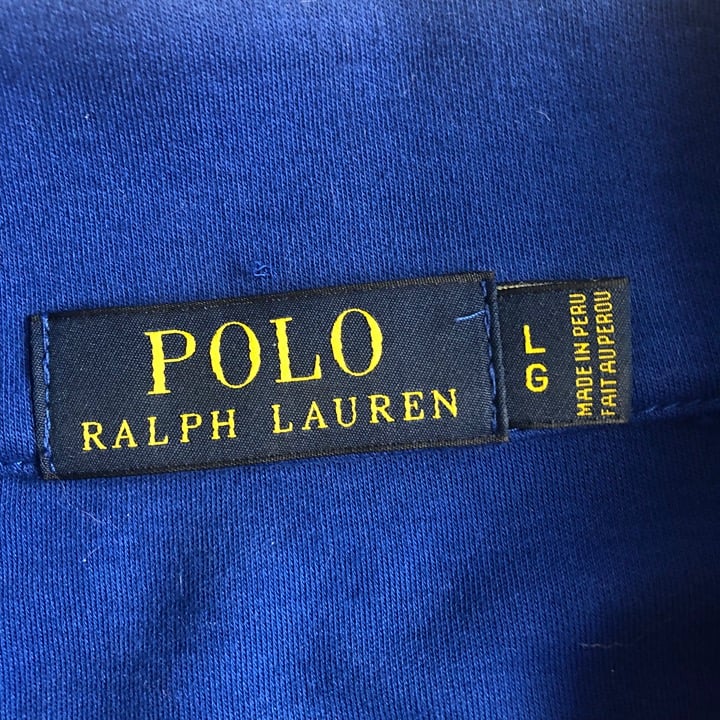 POLO
RALPH LAUREN
L
G
MADE IN PERU
FAIT AU PEROU